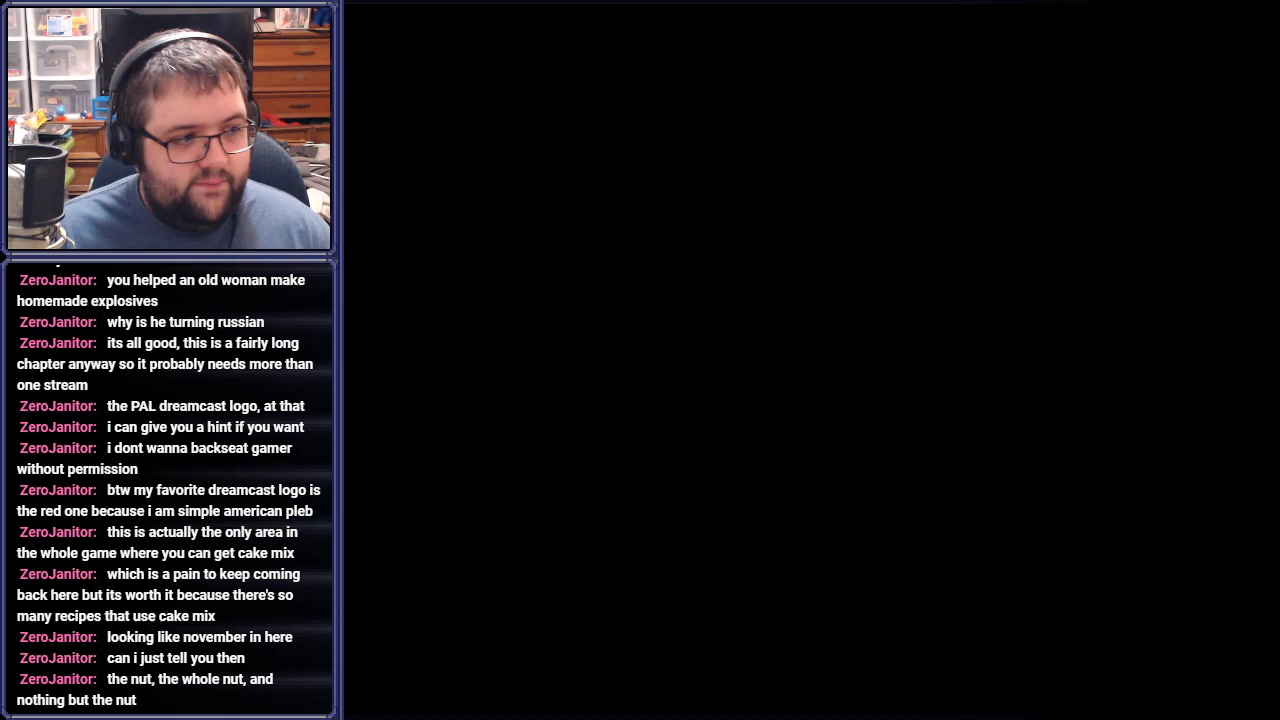 ZeroJanitor: you helped an old woman make
homemade explosives
ZeroJanitor: why is he turning russian
ZeroJanitor: its all good, this is a fairly long
chapter anyway so it probably needs more than
one stream
ZeroJanitor: the PAL dreamcast logo, at that
ZeroJanitor: i can give you a hint if you want
ZeroJanitor: i dont wanna backseat gamer
without permission
ZeroJanitor: btw my favorite dreamcast logo is
the red one because i am simple american pleb
ZeroJanitor: this is actually the only area in
the whole game where you can get cake mix
ZeroJanitor: which is a pain to keep coming
back here but its worth it because there's so
many recipes that use cake mix
ZeroJanitor: looking like november in here
ZeroJanitor: can i just tell you then
ZeroJanitor: the nut, the whole nut, and
nothing but the nut